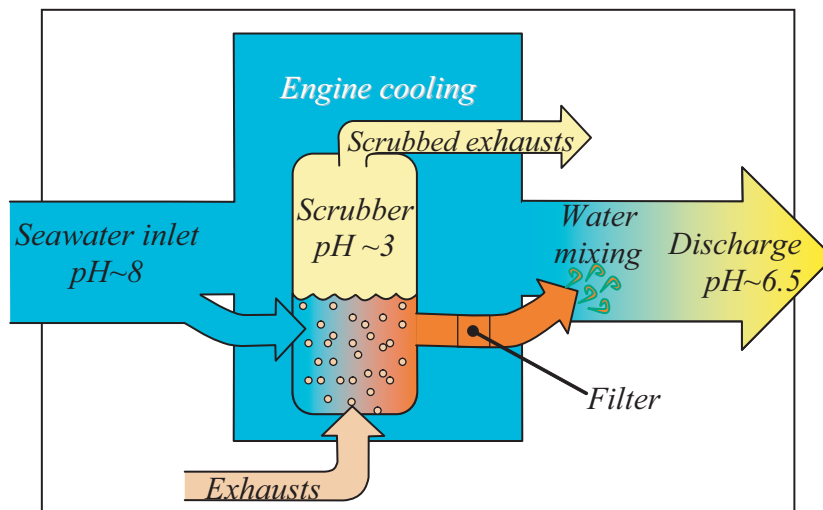 Engine cooling
Scrubbed exhausts
Scrubber
pH ~3
Seawater inlet
pH~8
Water
mixing
Discharge
pH~6.5
Filter
Exhausts